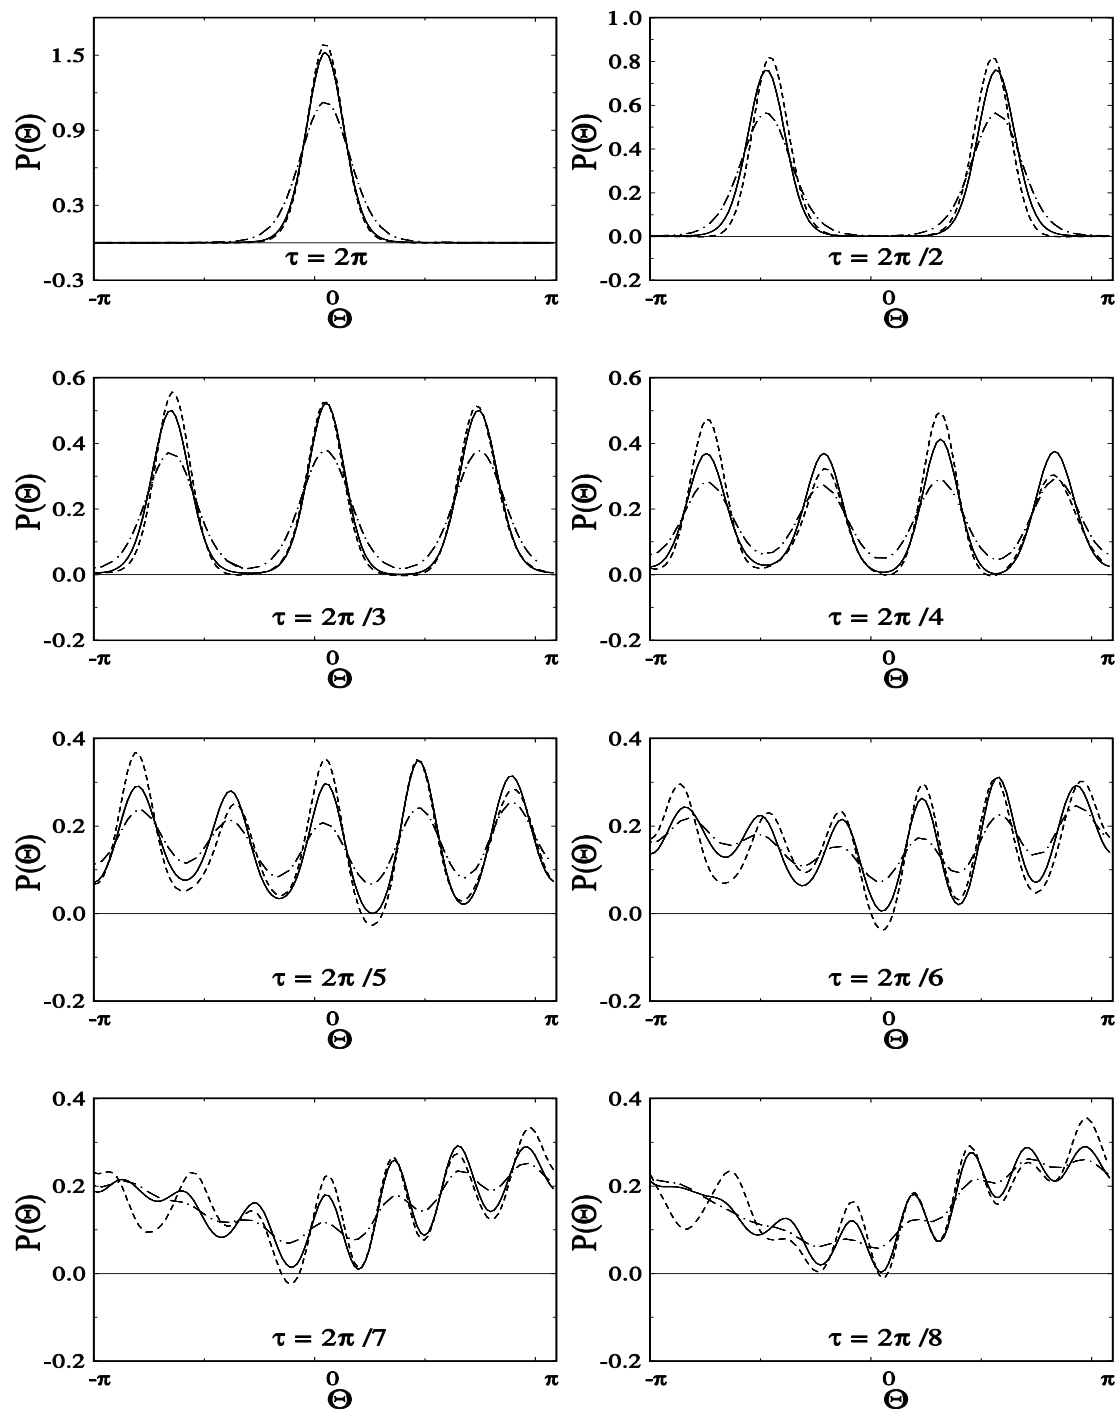 1.5
0.9
0.3
-0.3
P(Θ)
τ = 2π
-π 0 π
Θ
1.0
0.8
0.6
0.4
0.2
0.0
-0.2
P(Θ)
τ = 2π /2
-π 0 π
Θ
0.6
0.4
0.2
0.0
-0.2
P(Θ)
τ = 2π /3
-π 0 π
Θ
0.6
0.4
0.2
0.0
-0.2
P(Θ)
τ = 2π /4
-π 0 π
Θ
0.4
0.2
0.0
-0.2
P(Θ)
τ = 2π /5
-π 0 π
Θ
0.4
0.2
0.0
-0.2
P(Θ)
τ = 2π /6
-π 0 π
Θ
0.4
0.2
0.0
-0.2
P(Θ)
τ = 2π /7
-π 0 π
Θ
0.4
0.2
0.0
-0.2
P(Θ)
τ = 2π /8
-π 0 π
Θ